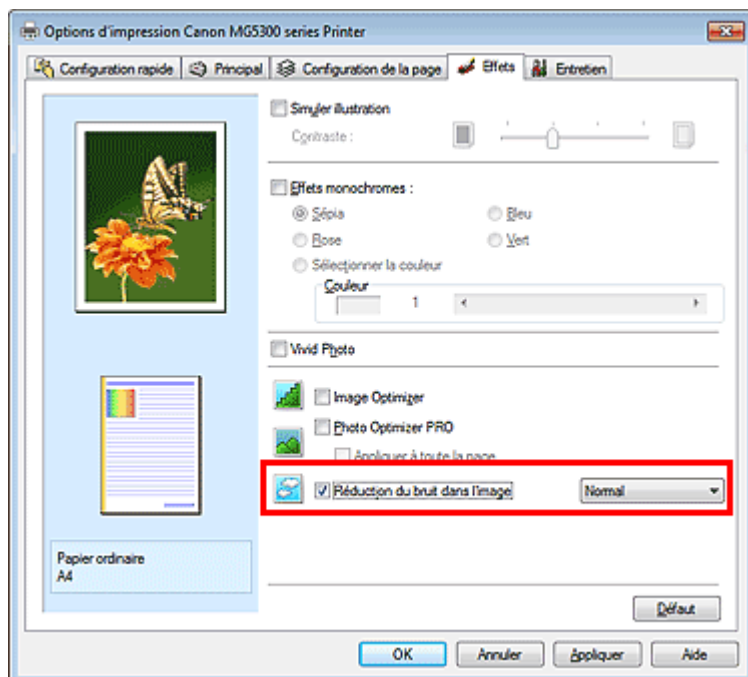 Options d'impression Canon MG5300 series Printer
Configuration rapide Principal Configuration de la page Effets Entretien
Simuler illustration
Contraste :
Effets monochromes :
Sépia Bleu
Rose Vert
Sélectionner la couleur
Couleur
1
Vivid Photo
Image Optimizer
Photo Optimizer PRO
Appliquer à toute la page
Réduction du bruit dans l'image Normal
Papier ordinaire
A4
Défaut
OK Annuler Appliquer Aide